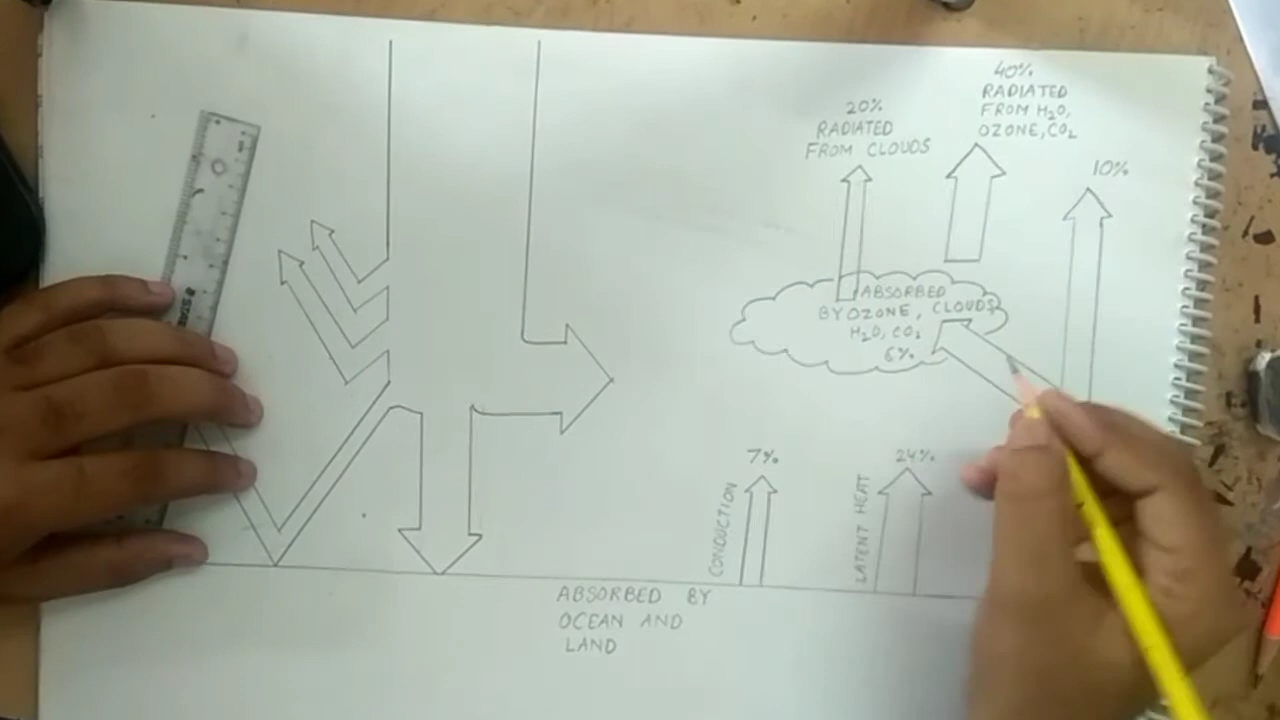 20%
RADIATED
FROM CLOUDS
40%
RADIATED
FROM H₂O,
OZONE, CO₂
10%
ABSORBED
BY OZONE, CLOUDS,
H₂O, CO₂
6%
7%
CONDUCTION
24%
LATENT HEAT
ABSORBED BY
OCEAN AND
LAND